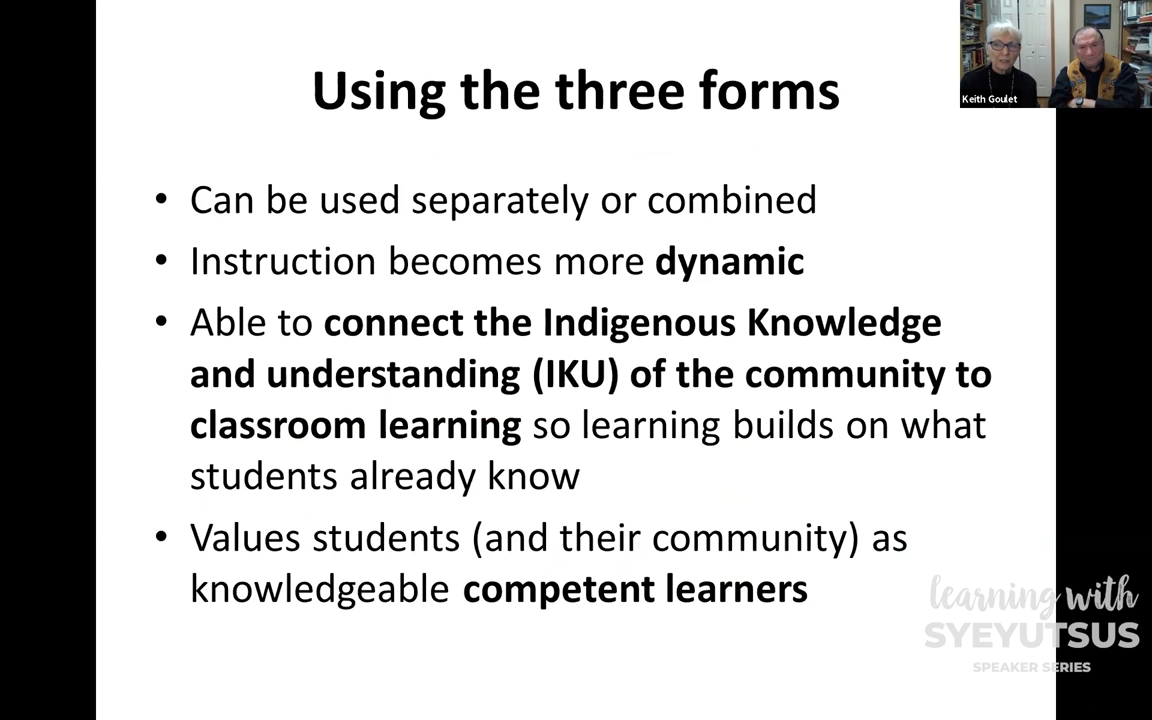 Using the three forms
Keith Goulet
• Can be used separately or combined
• Instruction becomes more dynamic
• Able to connect the Indigenous Knowledge
and understanding (IKU) of the community to
classroom learning so learning builds on what
students already know
• Values students (and their community) as
knowledgeable competent learners
learning with
SYEYUTSUS
SPEAKER SERIES